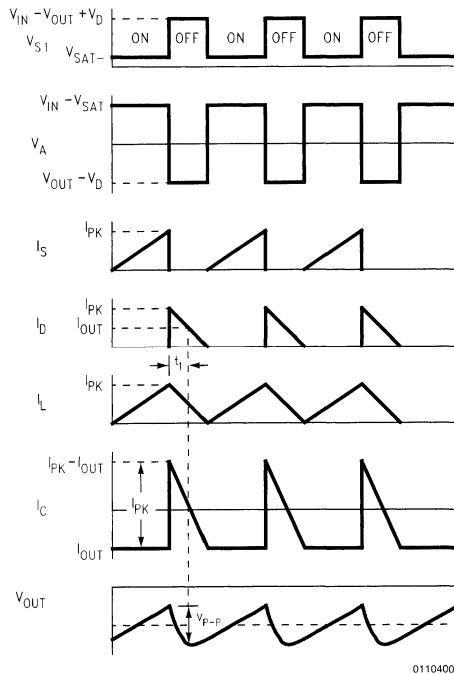 V_IN – V_OUT + V_D
V_S1
ON OFF ON OFF ON OFF
V_SAT–
V_IN – V_SAT
V_A
V_OUT – V_D
I_S
I_PK
I_PK
I_D
I_OUT
t_1
I_L
I_PK
I_PK – I_OUT
I_C
I_PK
I_OUT
V_OUT
V_P–P
0110400